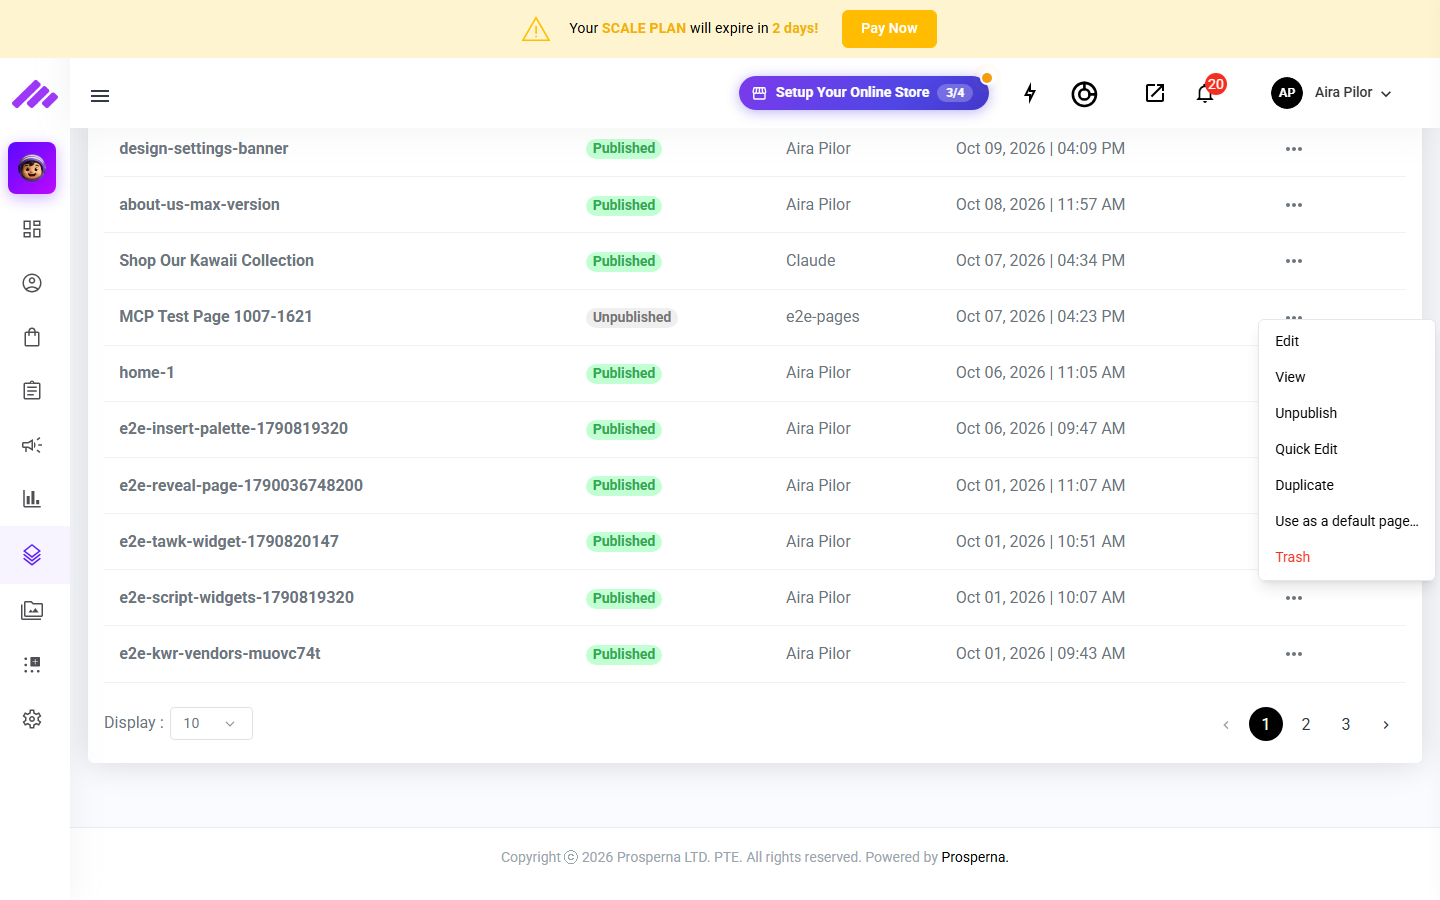 Your SCALE PLAN will expire in 2 days! Pay Now
Setup Your Online Store 3/4
20
AP Aira Pilor
design-settings-banner Published Aira Pilor Oct 09, 2026 | 04:09 PM
about-us-max-version Published Aira Pilor Oct 08, 2026 | 11:57 AM
Shop Our Kawaii Collection Published Claude Oct 07, 2026 | 04:34 PM
MCP Test Page 1007-1621 Unpublished e2e-pages Oct 07, 2026 | 04:23 PM
home-1 Published Aira Pilor Oct 06, 2026 | 11:05 AM
e2e-insert-palette-1790819320 Published Aira Pilor Oct 06, 2026 | 09:47 AM
e2e-reveal-page-1790036748200 Published Aira Pilor Oct 01, 2026 | 11:07 AM
e2e-tawk-widget-1790820147 Published Aira Pilor Oct 01, 2026 | 10:51 AM
e2e-script-widgets-1790819320 Published Aira Pilor Oct 01, 2026 | 10:07 AM
e2e-kwr-vendors-muovc74t Published Aira Pilor Oct 01, 2026 | 09:43 AM
Edit
View
Unpublish
Quick Edit
Duplicate
Use as a default page...
Trash
Display : 10
1 2 3
Copyright © 2026 Prosperna LTD. PTE. All rights reserved. Powered by Prosperna.